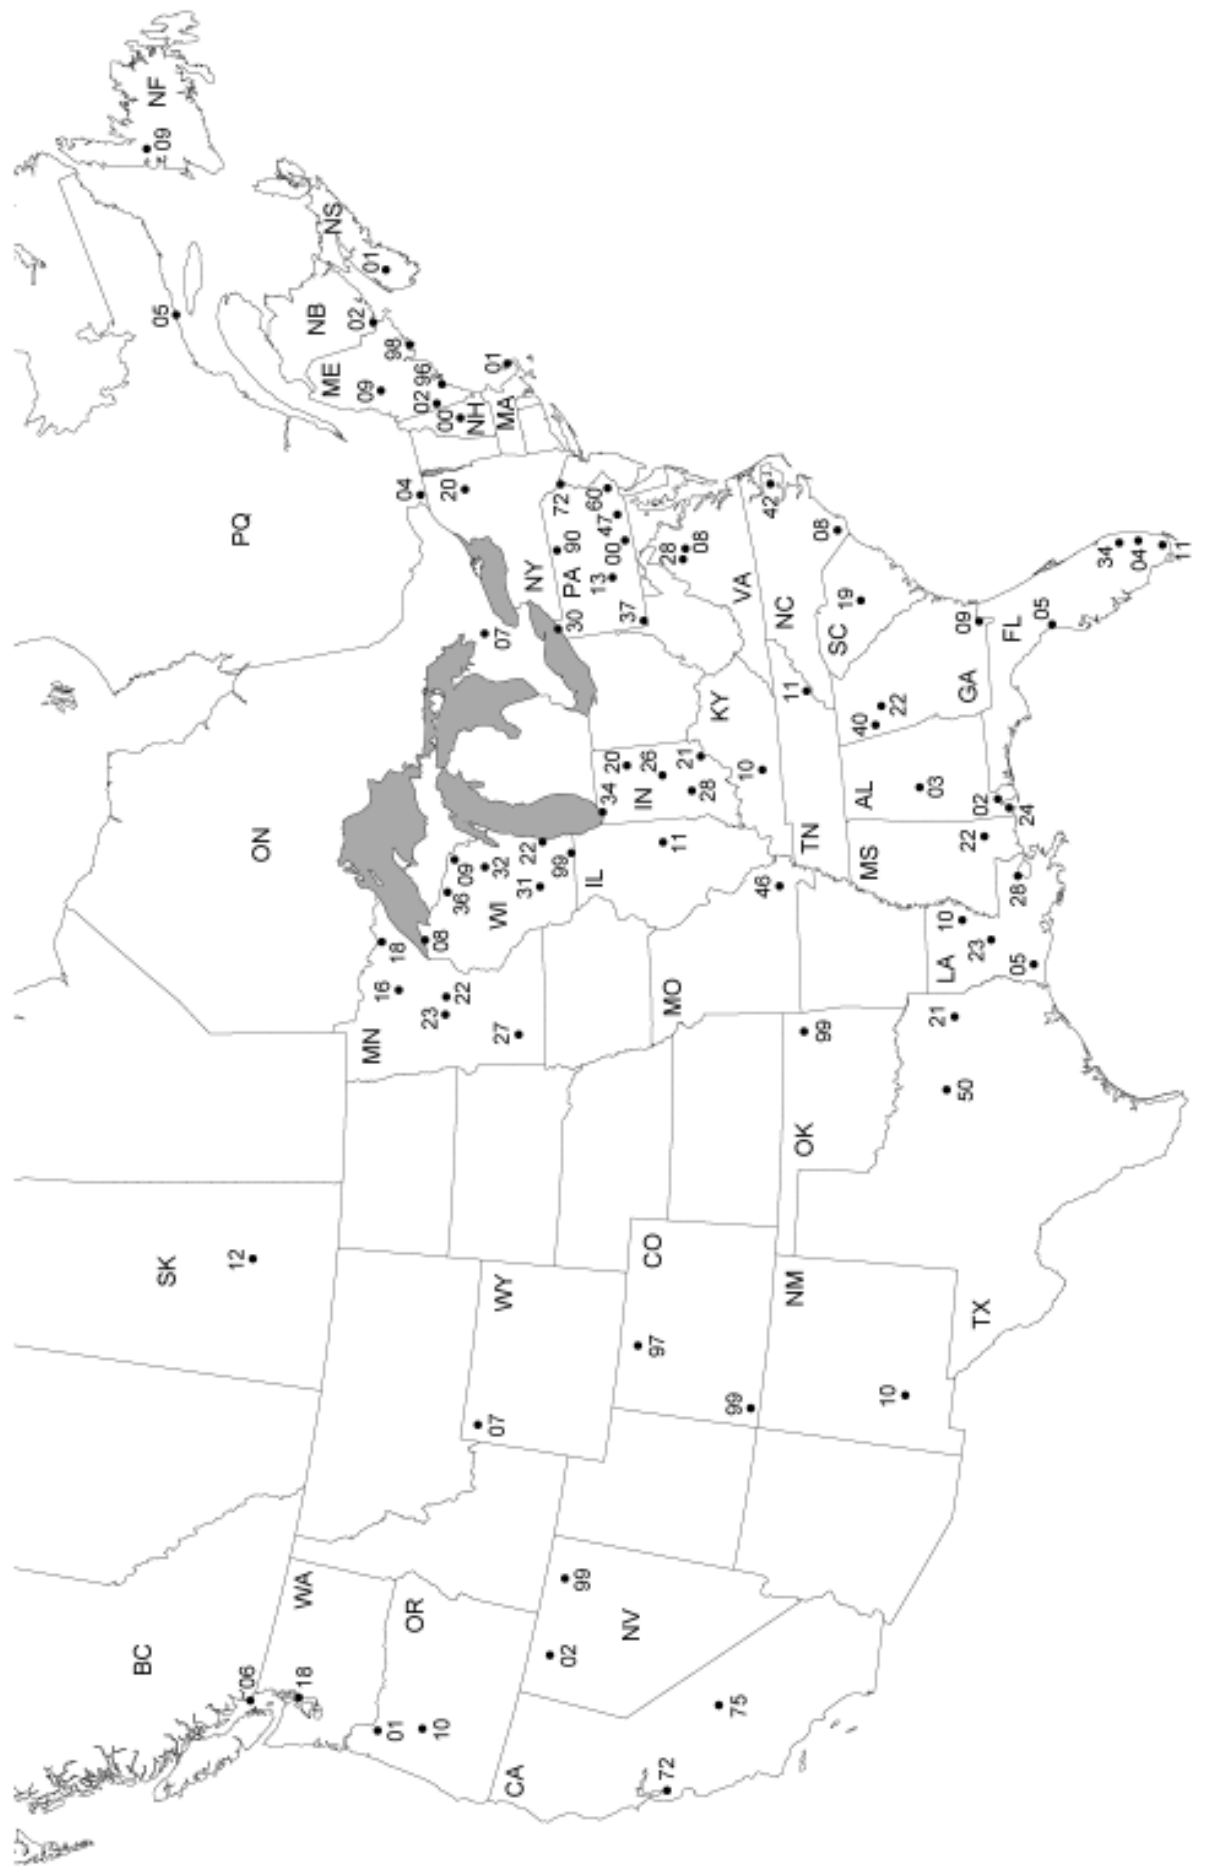 BC
06
18
WA
01
10
OR
CA
72
75
02
NV
99
SK
12
07
WY
97
CO
99
NM
10
TX
MN
16
18
23
22
27
MO
OK
99
50
21
LA
10
23
05
28
ON
08
36
09
32
WI
31
22
99
IL
11
46
34
IN
20
26
28
21
KY
10
TN
11
MS
22
AL
03
02
24
40
22
GA
09
FL
05
34
04
11
SC
19
NC
08
42
VA
28
08
PQ
07
04
20
NY
30
PA
90
72
13
00
47
60
37
05
ME
09
02
96
98
00
NH
MA
01
NB
02
NS
01
NF
09